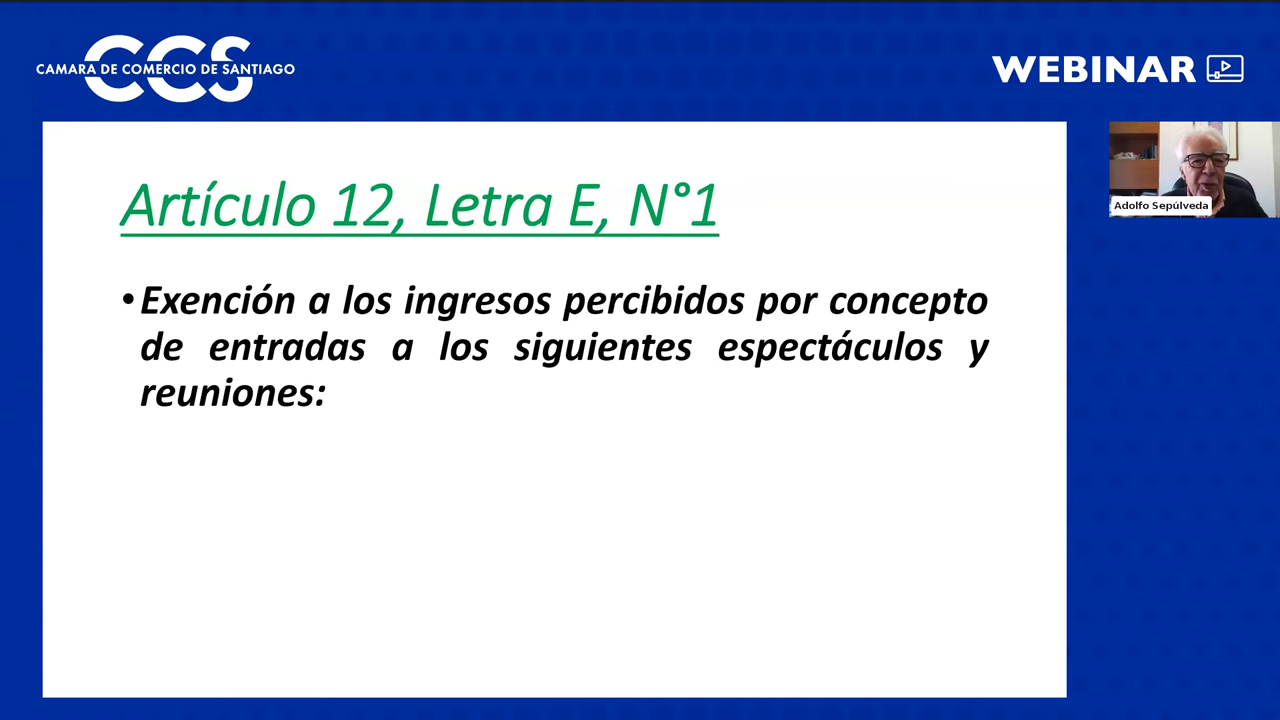 CCS
CAMARA DE COMERCIO DE SANTIAGO
WEBINAR
Artículo 12, Letra E, N°1
Adolfo Sepúlveda
•Exención a los ingresos percibidos por concepto
de entradas a los siguientes espectáculos y
reuniones: